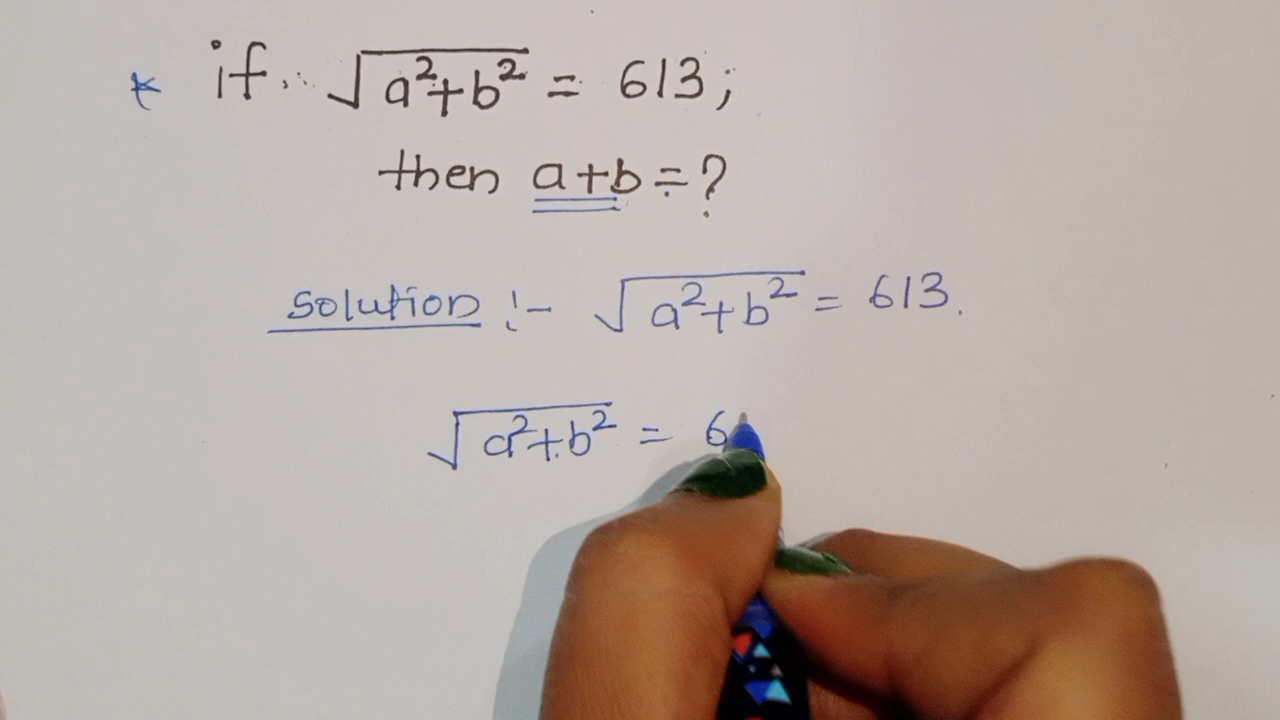 * if √a²+b² = 613;
then a+b = ?
Solution :- √a²+b² = 613.
√a²+b² = 6